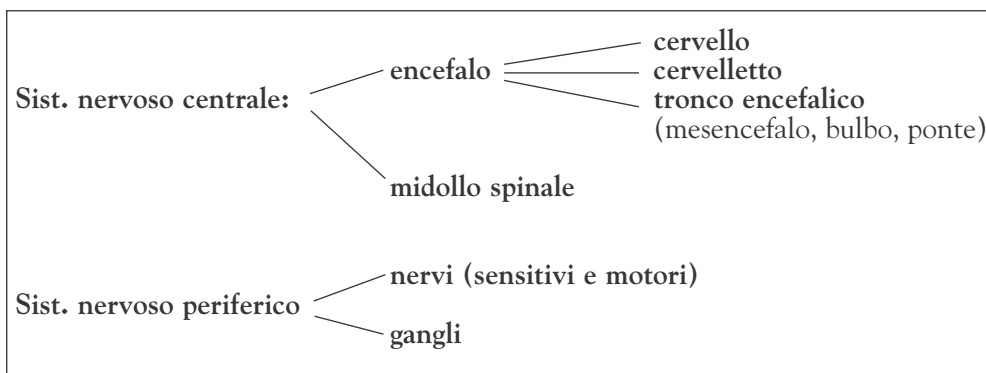 Sist. nervoso centrale:
encefalo
cervello
cervelletto
tronco encefalico
(mesencefalo, bulbo, ponte)
midollo spinale
Sist. nervoso periferico
nervi (sensitivi e motori)
gangli